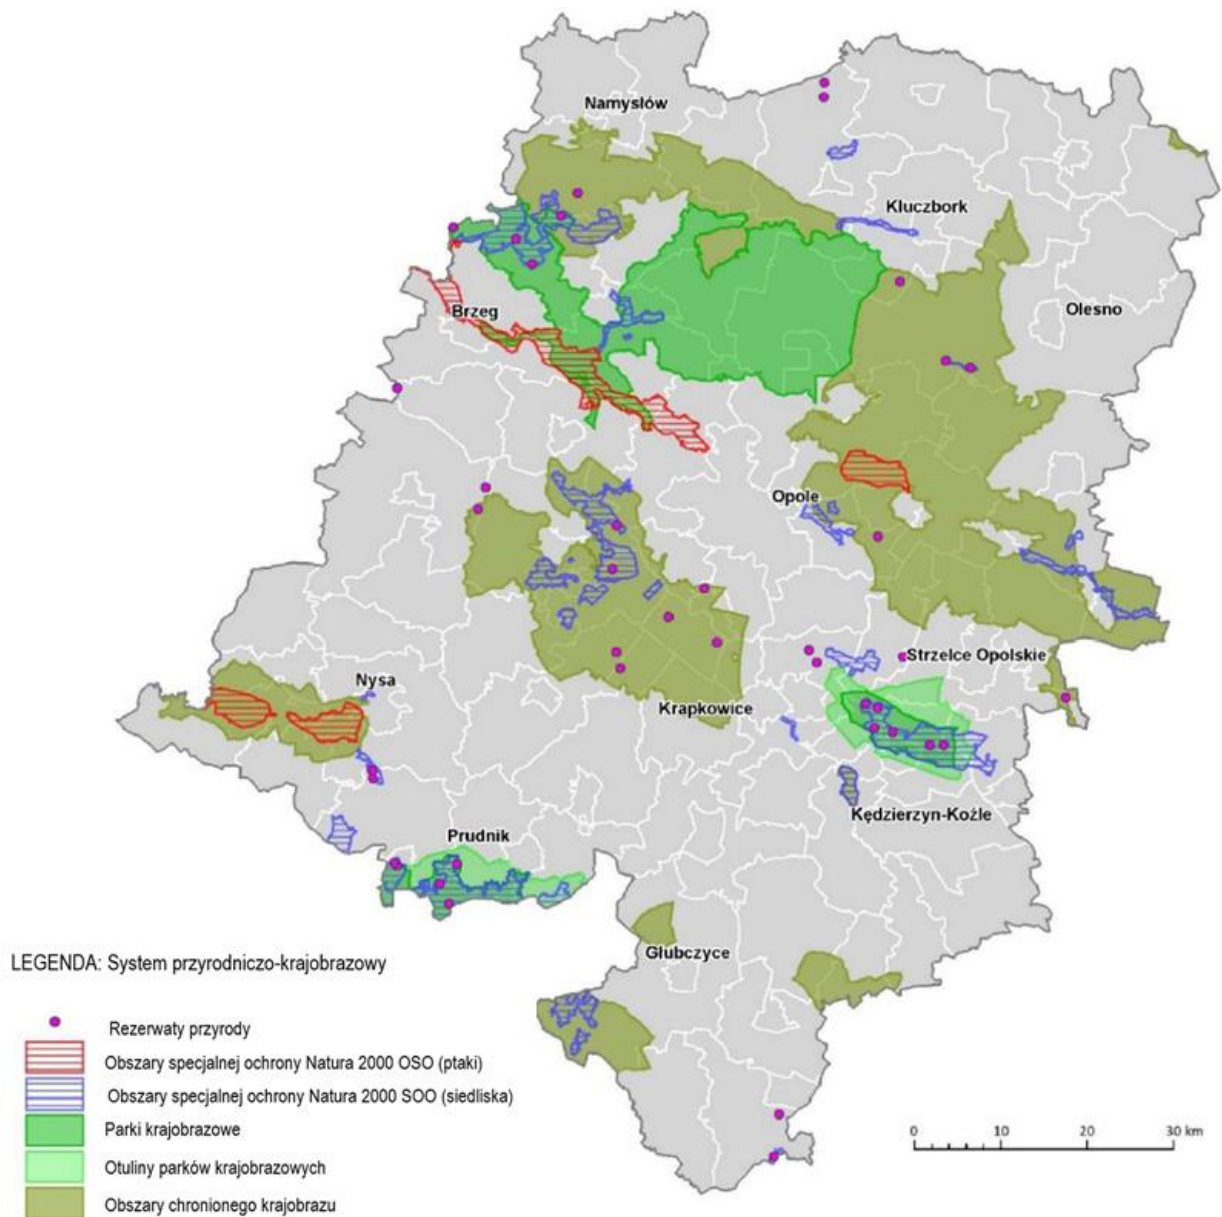 Namysłów
Kluczbork
Olesno
Brzeg
Opole
Strzelce Opolskie
Nysa
Krapkowice
Kędzierzyn-Koźle
Prudnik
Głubczyce
LEGENDA: System przyrodniczo-krajobrazowy
Rezerwaty przyrody
Obszary specjalnej ochrony Natura 2000 OSO (ptaki)
Obszary specjalnej ochrony Natura 2000 SOO (siedliska)
Parki krajobrazowe
Otuliny parków krajobrazowych
Obszary chronionego krajobrazu
0 10 20 30 km